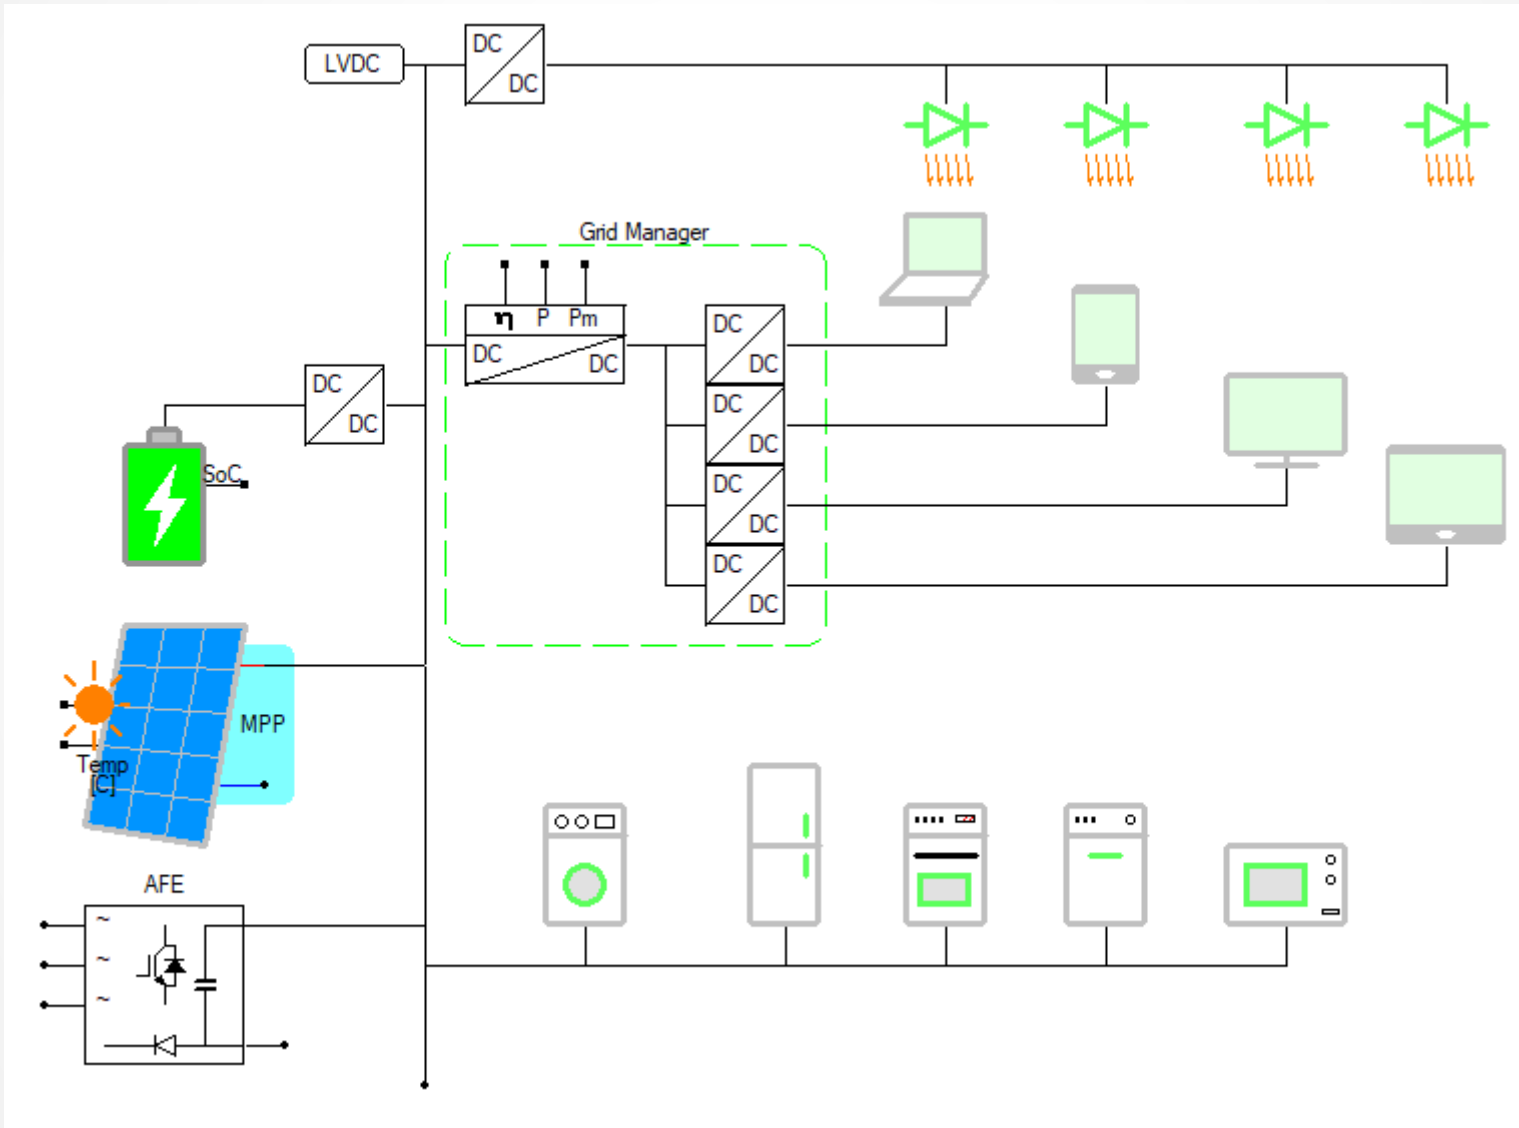 LVDC
DC
DC
Grid Manager
η P Pm
DC
DC
DC
DC
DC
DC
DC
DC
DC
DC
DC
DC
SoC
MPP
Temp
[C]
AFE
~
~
~